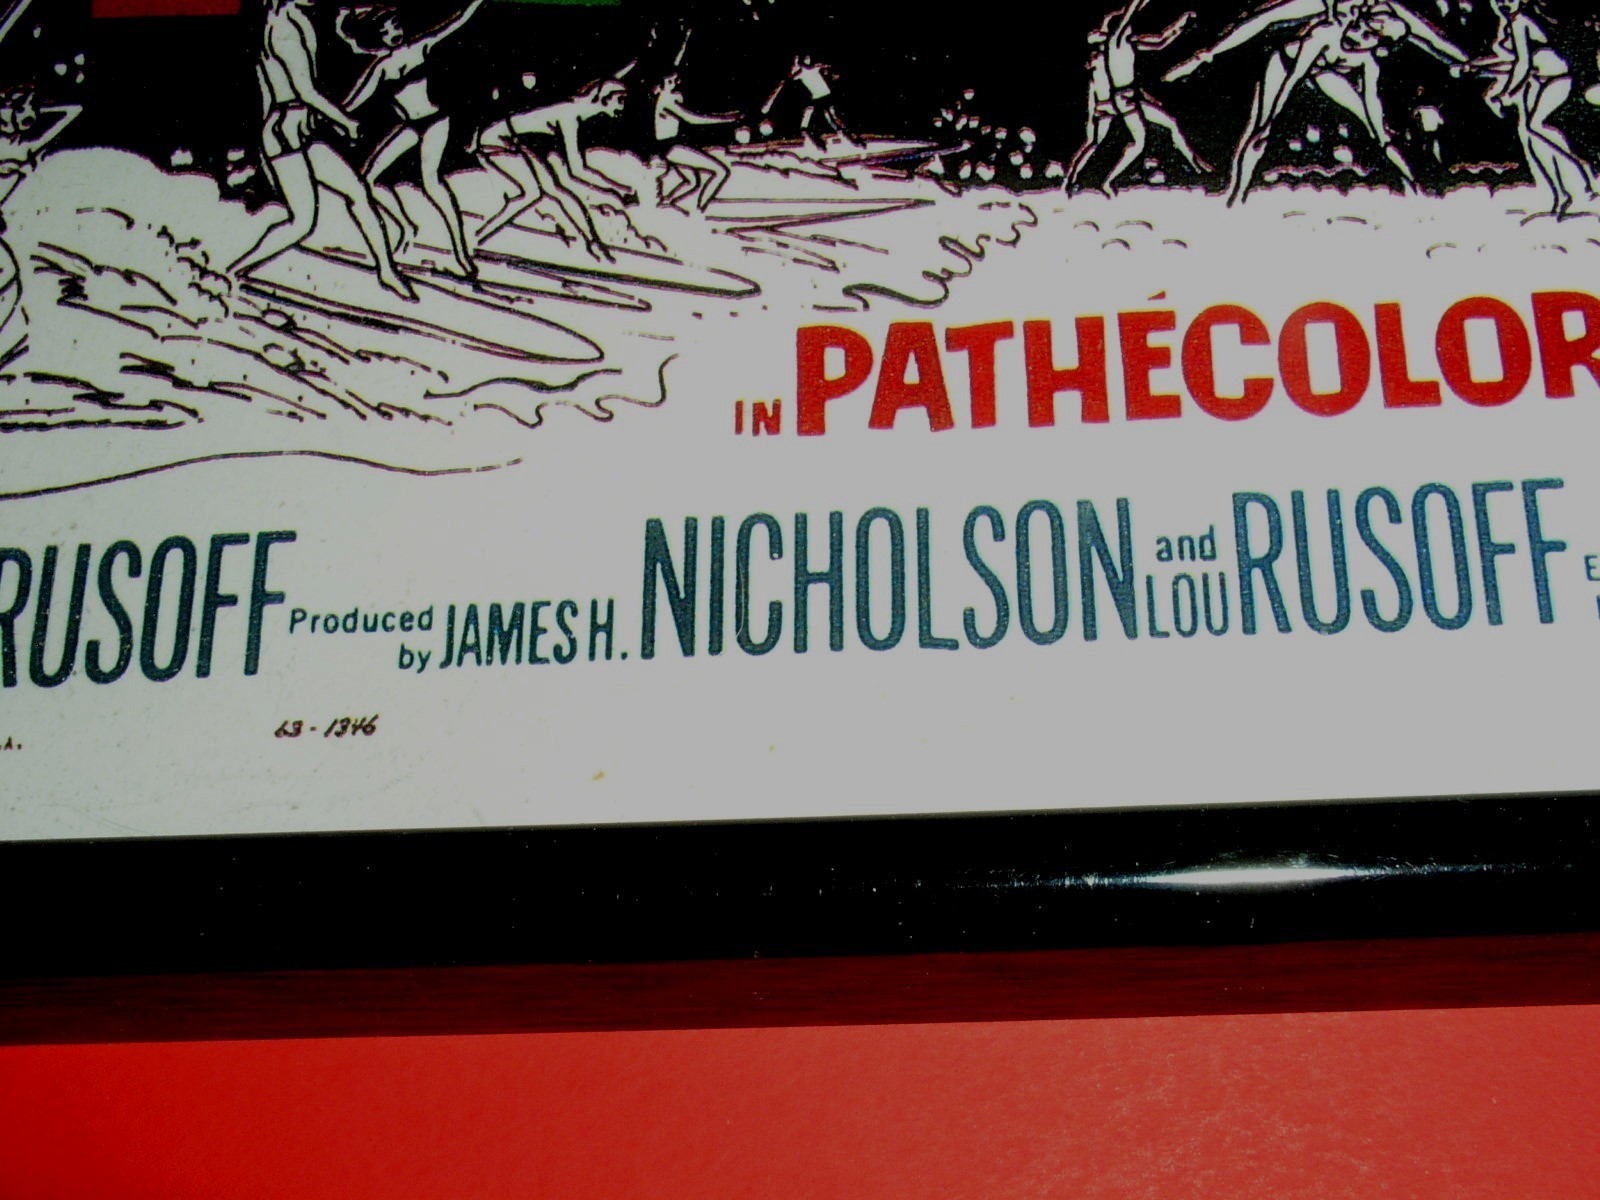 IN PATHÉCOLOR
RUSOFF Produced by JAMES H. NICHOLSON and LOU RUSOFF
63-1346